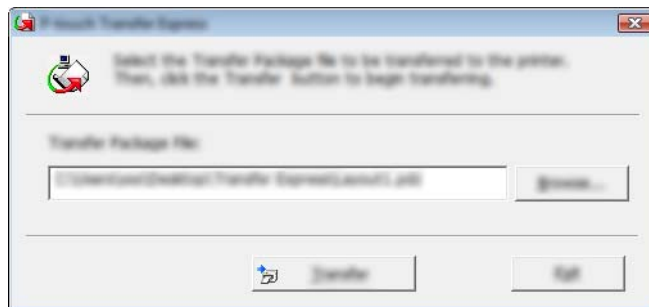 P-touch Transfer Express
Select the Transfer Package file to be transferred to the printer.
Then, click the Transfer button to begin transferring.
Transfer Package File:
Browse...
Transfer
Exit